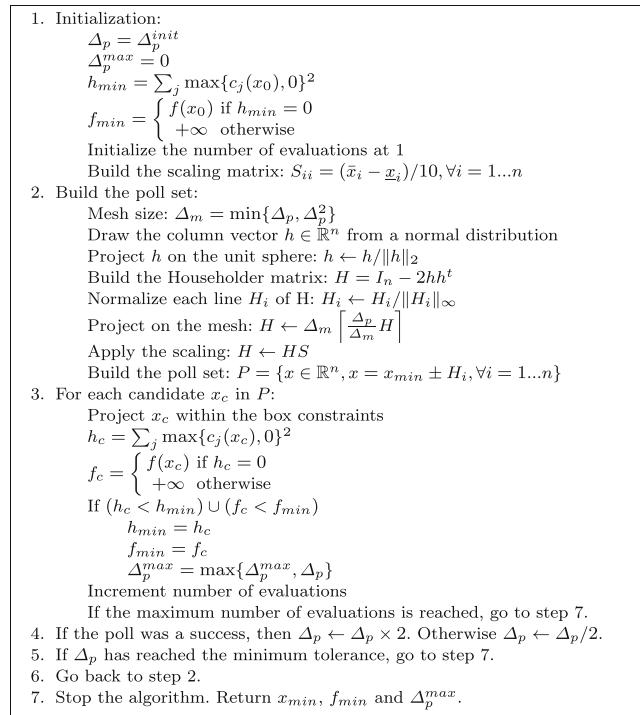 1. Initialization:
Δ_p = Δ_p^{init}
Δ_p^{max} = 0
h_{min} = ∑_j max{c_j(x_0), 0}^2
f_{min} = { f(x_0) if h_{min} = 0
+∞ otherwise
Initialize the number of evaluations at 1
Build the scaling matrix: S_{ii} = (x̄_i − x̲_i)/10, ∀i = 1...n
2. Build the poll set:
Mesh size: Δ_m = min{Δ_p, Δ_p^2}
Draw the column vector h ∈ ℝ^n from a normal distribution
Project h on the unit sphere: h ← h/‖h‖_2
Build the Householder matrix: H = I_n − 2hh^t
Normalize each line H_i of H: H_i ← H_i/‖H_i‖_∞
Project on the mesh: H ← Δ_m ⌈ \frac{Δ_p}{Δ_m} H ⌉
Apply the scaling: H ← HS
Build the poll set: P = {x ∈ ℝ^n, x = x_{min} ± H_i, ∀i = 1...n}
3. For each candidate x_c in P:
Project x_c within the box constraints
h_c = ∑_j max{c_j(x_c), 0}^2
f_c = { f(x_c) if h_c = 0
+∞ otherwise
If (h_c < h_{min}) ∪ (f_c < f_{min})
h_{min} = h_c
f_{min} = f_c
Δ_p^{max} = max{Δ_p^{max}, Δ_p}
Increment number of evaluations
If the maximum number of evaluations is reached, go to step 7.
4. If the poll was a success, then Δ_p ← Δ_p × 2. Otherwise Δ_p ← Δ_p/2.
5. If Δ_p has reached the minimum tolerance, go to step 7.
6. Go back to step 2.
7. Stop the algorithm. Return x_{min}, f_{min} and Δ_p^{max}.